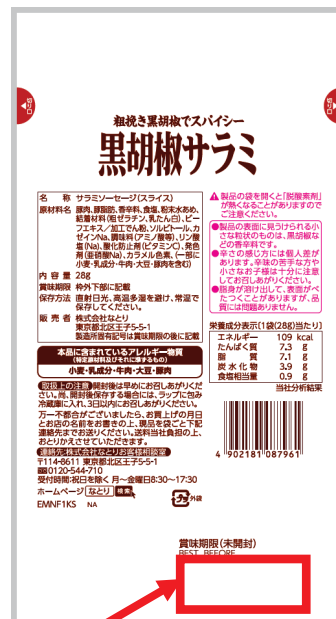 粗挽き黒胡椒でスパイシー
黒胡椒サラミ
名 称 サラミソーセージ(スライス)
原材料名 豚肉、豚脂肪、香辛料、食塩、粉末水あめ、
結着材料(粗ゼラチン、乳たん白)、ビー
フエキス/加工でん粉、ソルビトール、カ
ゼインNa、調味料(アミノ酸等)、リン酸
塩(Na)、酸化防止剤(ビタミンC)、発色
剤(亜硝酸Na)、カラメル色素、(一部に
小麦・乳成分・牛肉・大豆・豚肉を含む)
内 容 量 28g
賞味期限 枠外下部に記載
保存方法 直射日光、高温多湿を避け、常温で
保存してください。
販 売 者 株式会社なとり
東京都北区王子5-5-1
製造所固有記号は賞味期限の後に記載
本品に含まれているアレルギー物質
(特定原材料及びそれに準ずるもの)
小麦・乳成分・牛肉・大豆・豚肉
取扱上の注意 開封後は早めにお召しあがりくだ
さい。尚、開封後保存する場合には、ラップに包み
冷蔵庫に入れ、3日以内にお召しあがりください。
万一不都合がございましたら、お買上げの月日
とお店の名前をお書きの上、現品を袋ごと下記
連絡先までお送りください。送料当社負担の上、
おとりかえさせていただきます。
連絡先:株式会社なとりお客様相談室
〒114-8611 東京都北区王子5-5-1
0120-544-710
受付時間:祝日を除く 月〜金曜日8:30〜17:30
ホームページ なとり 検索
EMNF1KS NA
外袋
製品の袋を開くと「脱酸素剤」
が熱くなることがありますので
ご注意ください。
●製品の表面に見うけられる小
さな粒状のものは、黒胡椒な
どの香辛料です。
●辛さの感じ方には個人差が
あります。辛味の苦手な方や
小さなお子様は十分に注意
してお召しあがりください。
●脂身が溶け出して、表面がべ
たつくことがありますが、品
質には問題ありません。
栄養成分表示(1袋(28g)当たり)
エネルギー 109 kcal
たんぱく質 7.3 g
脂 質 7.1 g
炭水化物 3.9 g
食塩相当量 0.9 g
当社分析結果
4 902181 087961
賞味期限(未開封)
BEST BEFORE